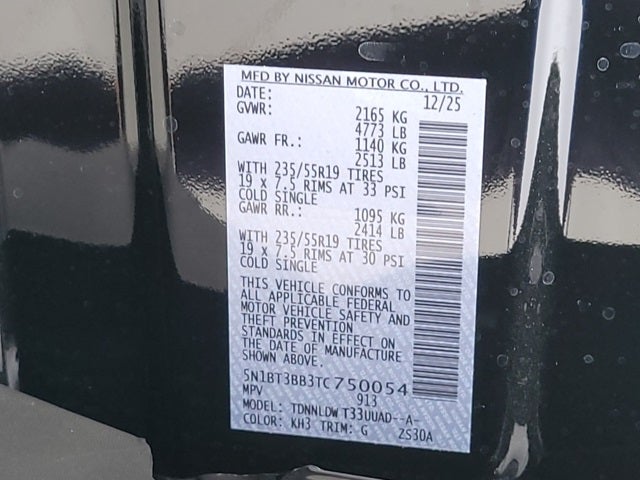 MFD BY NISSAN MOTOR CO., LTD.
DATE: 12/25
GVWR: 2165 KG
4773 LB
GAWR FR.: 1140 KG
2513 LB
WITH 235/55R19 TIRES
19 x 7.5 RIMS AT 33 PSI
COLD SINGLE
GAWR RR.: 1095 KG
2414 LB
WITH 235/55R19 TIRES
19 x 7.5 RIMS AT 30 PSI
COLD SINGLE
THIS VEHICLE CONFORMS TO
ALL APPLICABLE FEDERAL
MOTOR VEHICLE SAFETY AND
THEFT PREVENTION
STANDARDS IN EFFECT ON
THE DATE OF MANUFACTURE
SHOWN ABOVE.
5N1BT3BB3TC750054
MPV 913
MODEL: TDNNLDWT33UUAD--A-
COLOR: KH3 TRIM: G 2S30A